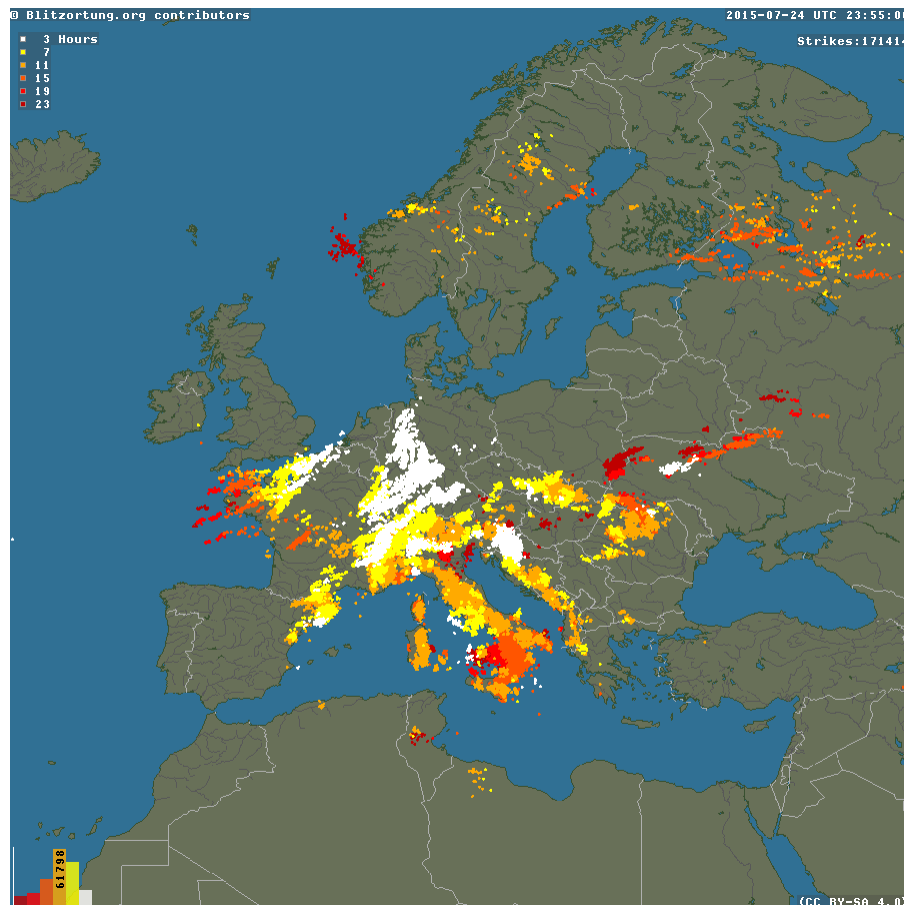 © Blitzortung.org contributors
2015-07-24 UTC 23:55:00
Strikes:171414
3 Hours
7
11
15
19
23
61798
(CC BY-SA 4.0)